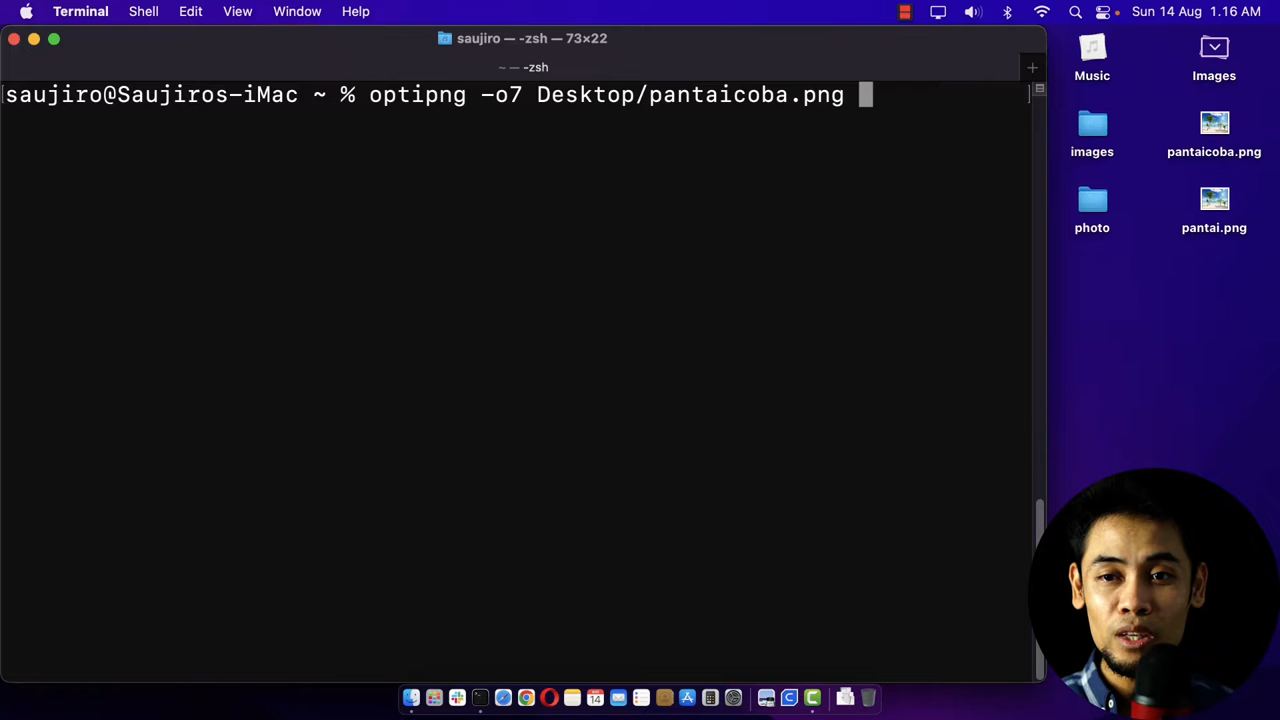 Terminal Shell Edit View Window Help Sun 14 Aug 1.16 AM
saujiro — -zsh — 73×22
~ — -zsh
saujiro@Saujiros-iMac ~ % optipng -o7 Desktop/pantaicoba.png
Music Images
images pantaicoba.png
photo pantai.png